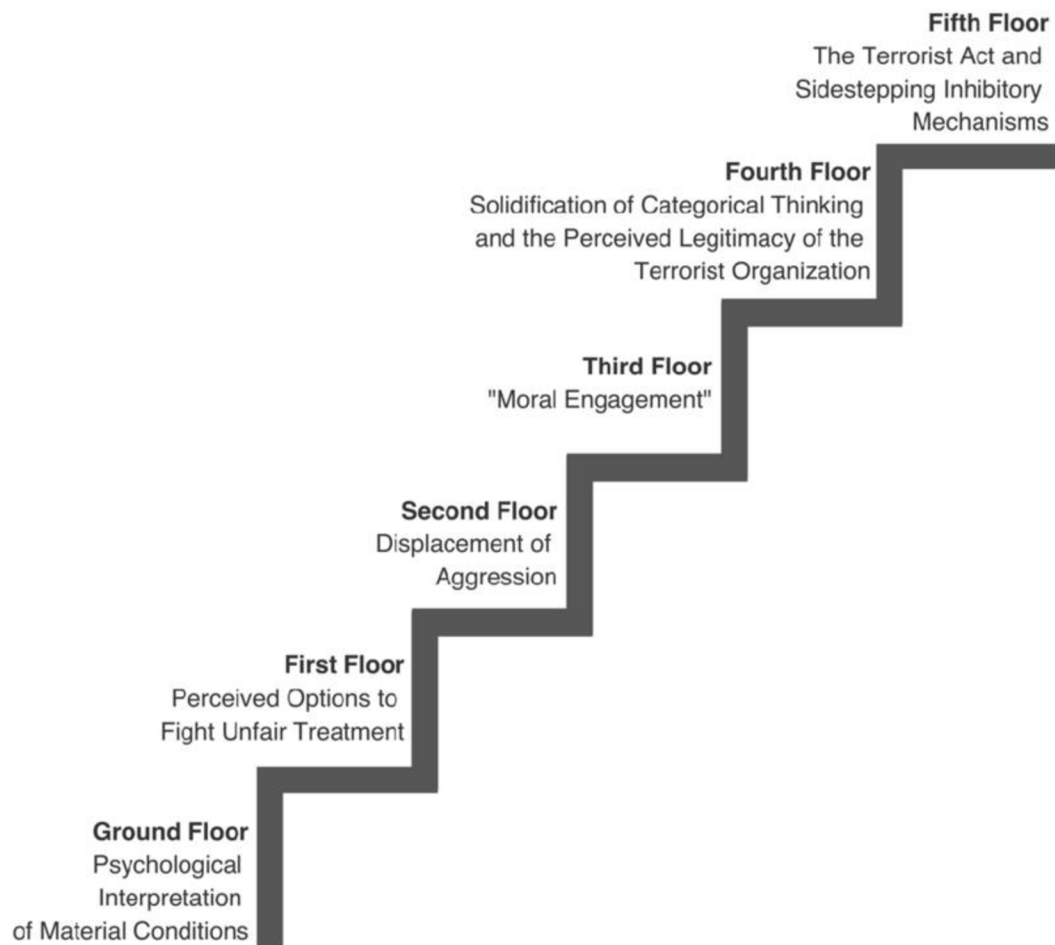 Fifth Floor
The Terrorist Act and
Sidestepping Inhibitory
Mechanisms
Fourth Floor
Solidification of Categorical Thinking
and the Perceived Legitimacy of the
Terrorist Organization
Third Floor
"Moral Engagement"
Second Floor
Displacement of
Aggression
First Floor
Perceived Options to
Fight Unfair Treatment
Ground Floor
Psychological
Interpretation
of Material Conditions